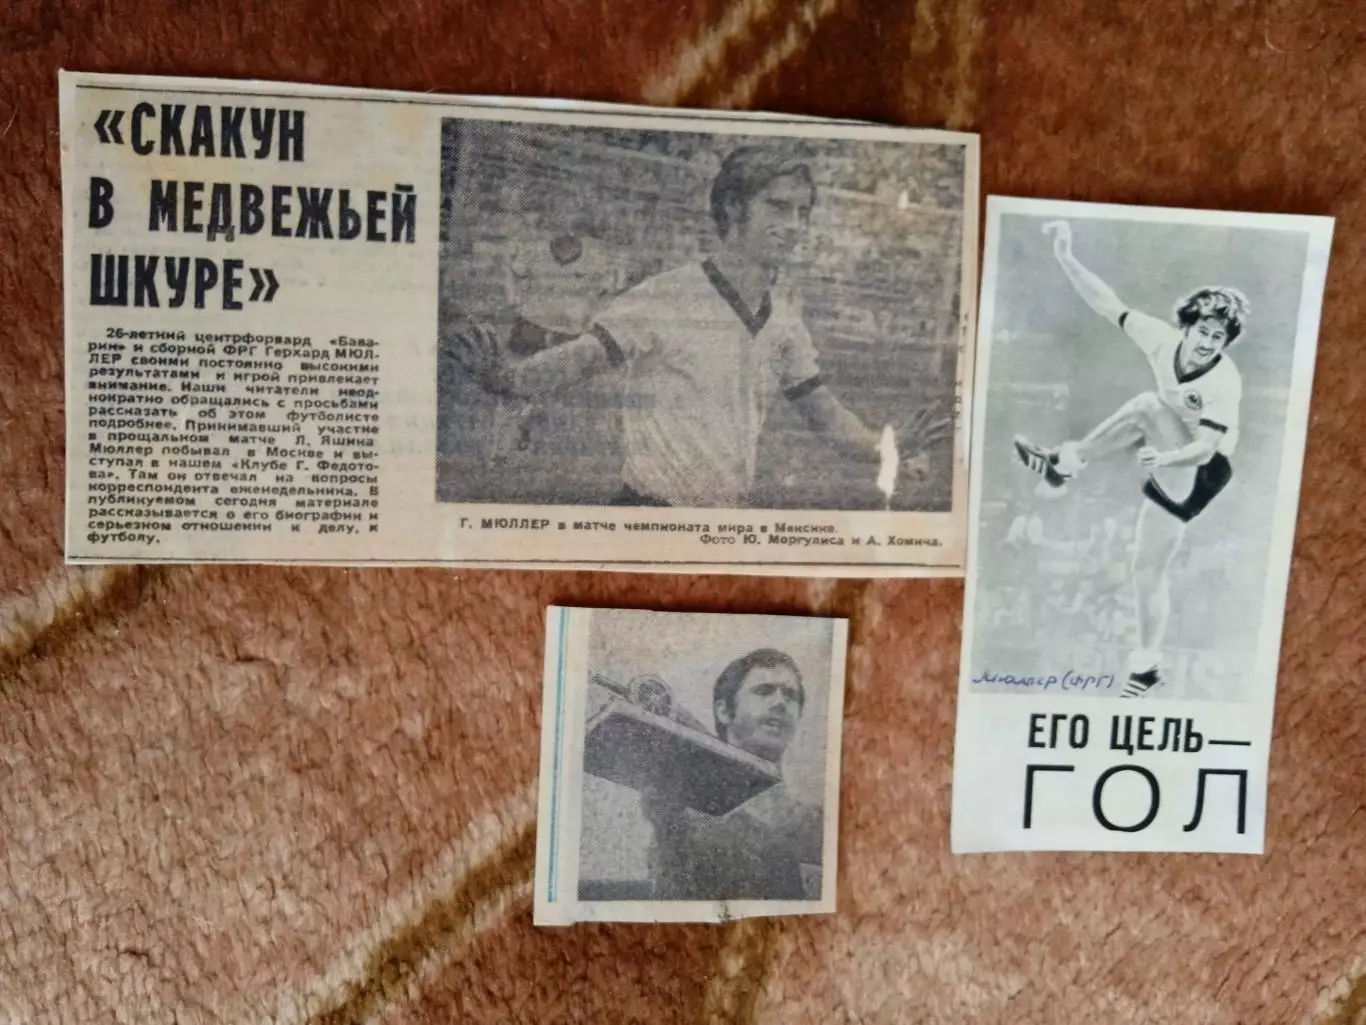 «СКАКУН
В МЕДВЕЖЬЕЙ
ШКУРЕ»
26-летний центрфорвард «Бава-
рии» и сборной ФРГ Герхард МЮЛ-
ЛЕР своими постоянно высокими
результатами и игрой привлекает
внимание. Наши читатели неод-
нократно обращались с просьбами
рассказать об этом футболисте
подробнее. Принимавший участие
в прощальном матче Л. Яшина
Мюллер побывал в Москве и вы-
ступал в нашем «Клубе Г. Федото-
ва». Там он отвечал на вопросы
корреспондента еженедельника. В
публикуемом сегодня материале
рассказывается о его биографии и
серьезном отношении к делу, к
футболу.
Г. МЮЛЛЕР в матче чемпионата мира в Мексике.
Фото Ю. Моргулиса и А. Хомича.
Мюллер (ФРГ)
ЕГО ЦЕЛЬ—
ГОЛ